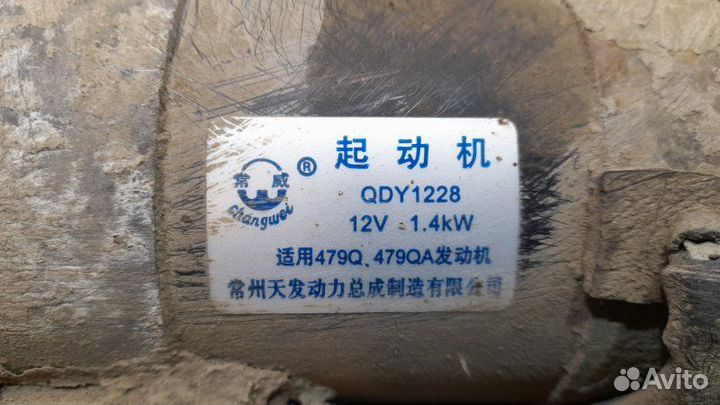 常威
changwei
®
起动机
QDY1228
12V 1.4kW
适用479Q、479QA发动机
常州天发动力总成制造有限公司
Avito